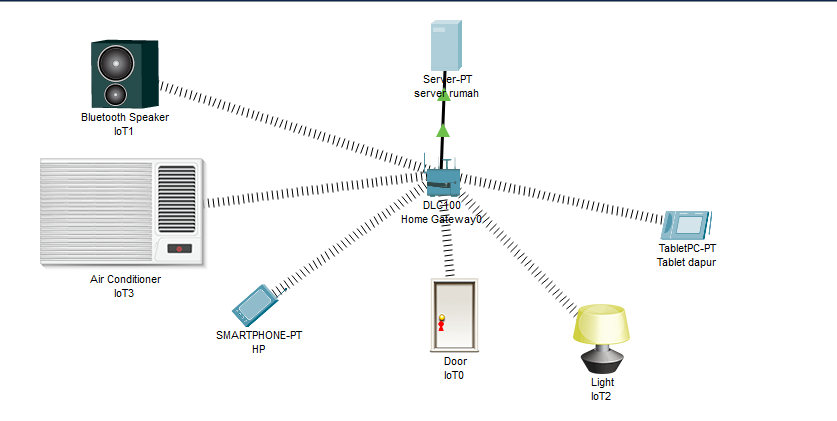 Server-PT
server rumah
Bluetooth Speaker
IoT1
DLC100
Home Gateway0
TabletPC-PT
Tablet dapur
Air Conditioner
IoT3
SMARTPHONE-PT
HP
Door
IoT0
Light
IoT2